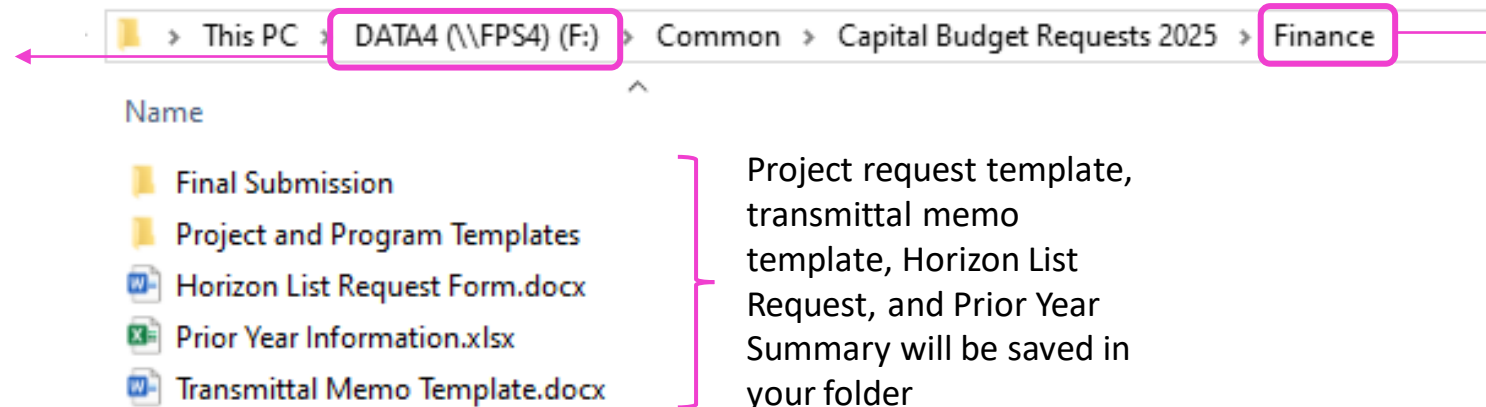 This PC > DATA4 (\\FPS4) (F:) > Common > Capital Budget Requests 2025 > Finance
Name
Final Submission
Project and Program Templates
Horizon List Request Form.docx
Prior Year Information.xlsx
Transmittal Memo Template.docx
Project request template,
transmittal memo
template, Horizon List
Request, and Prior Year
Summary will be saved in
your folder